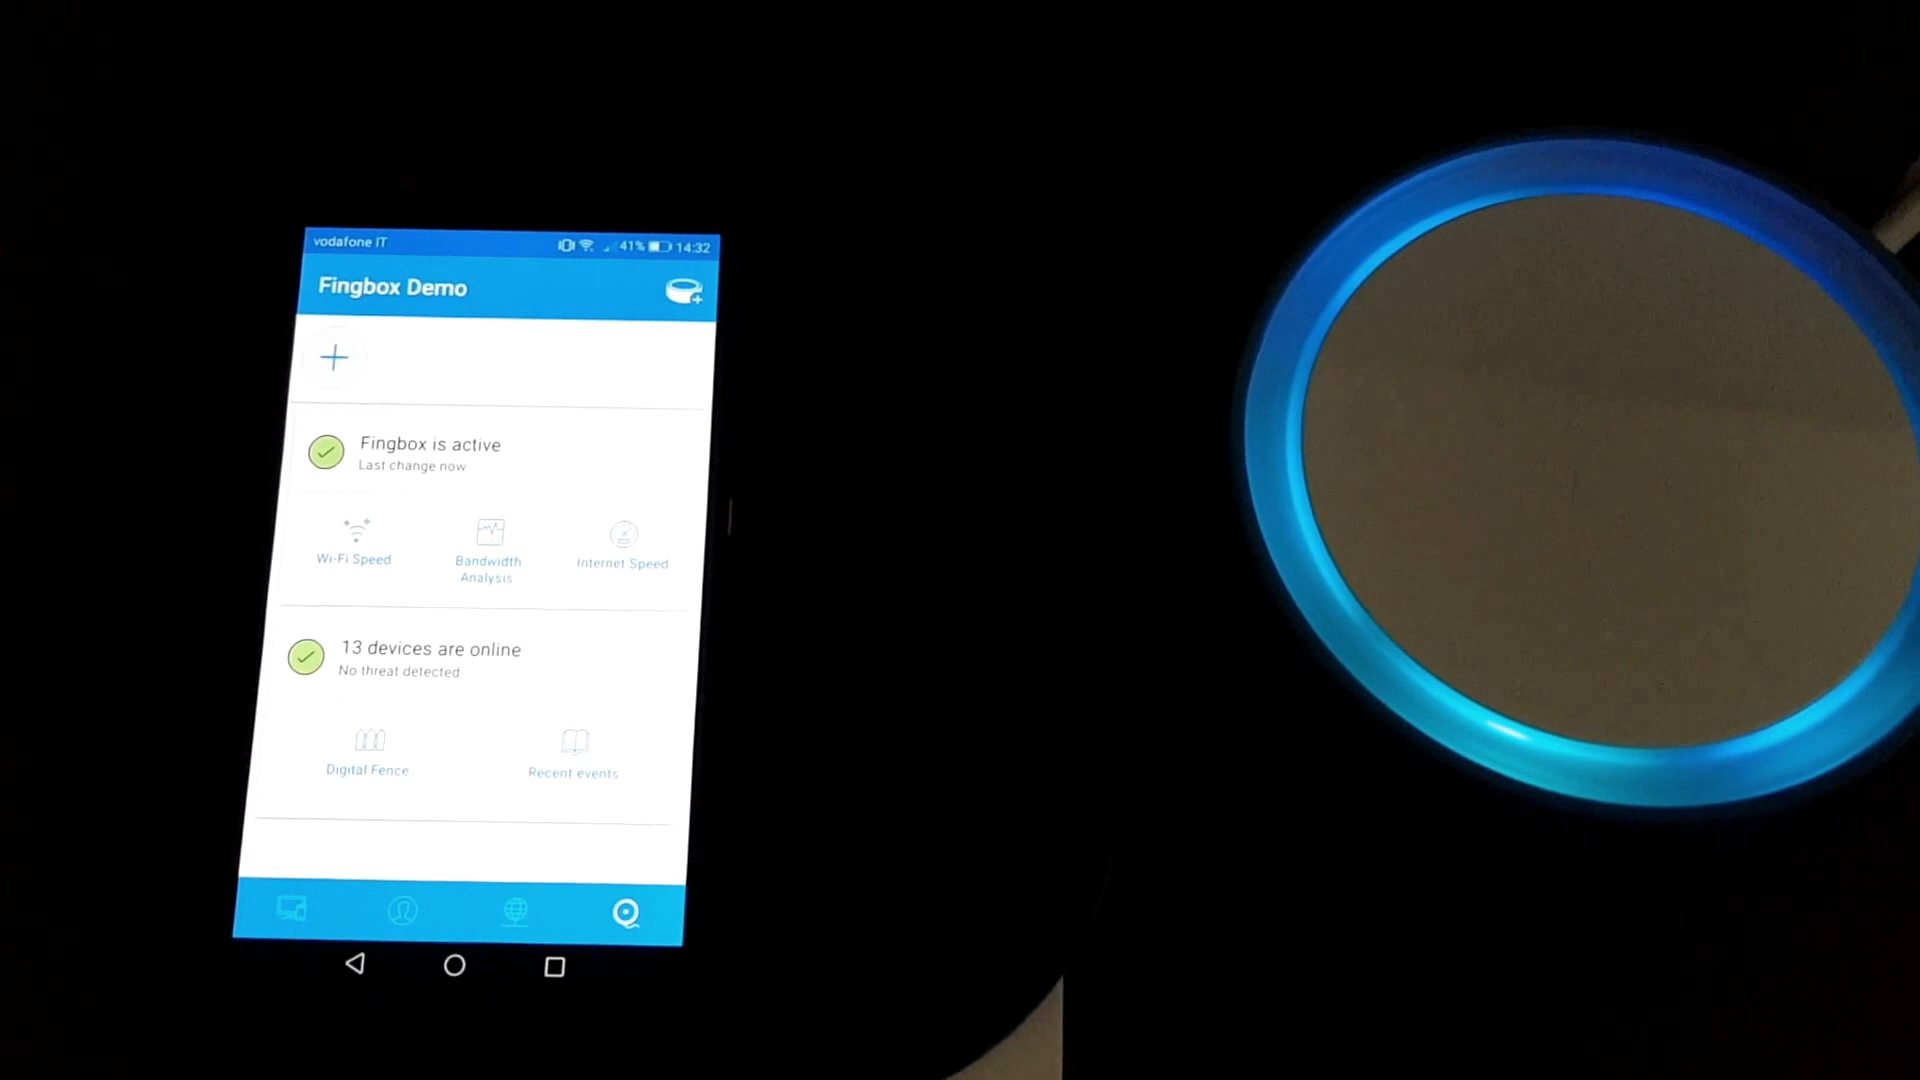 vodafone IT
41% 14:32
Fingbox Demo
Fingbox is active
Last change now
Wi-Fi Speed
Bandwidth
Analysis
Internet Speed
13 devices are online
No threat detected
Digital Fence
Recent events